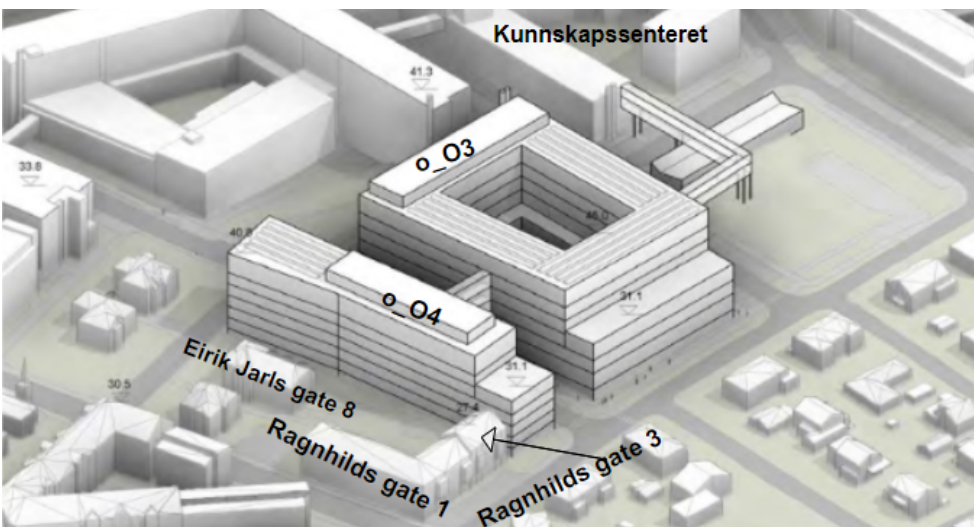 Kunnskapssenteret
41.3
o_O3
33.8
46.0
40.8
31.1
o_O4
Eirik Jarls gate 8
31.1
30.5
27.4
Ragnhilds gate 1
Ragnhilds gate 3